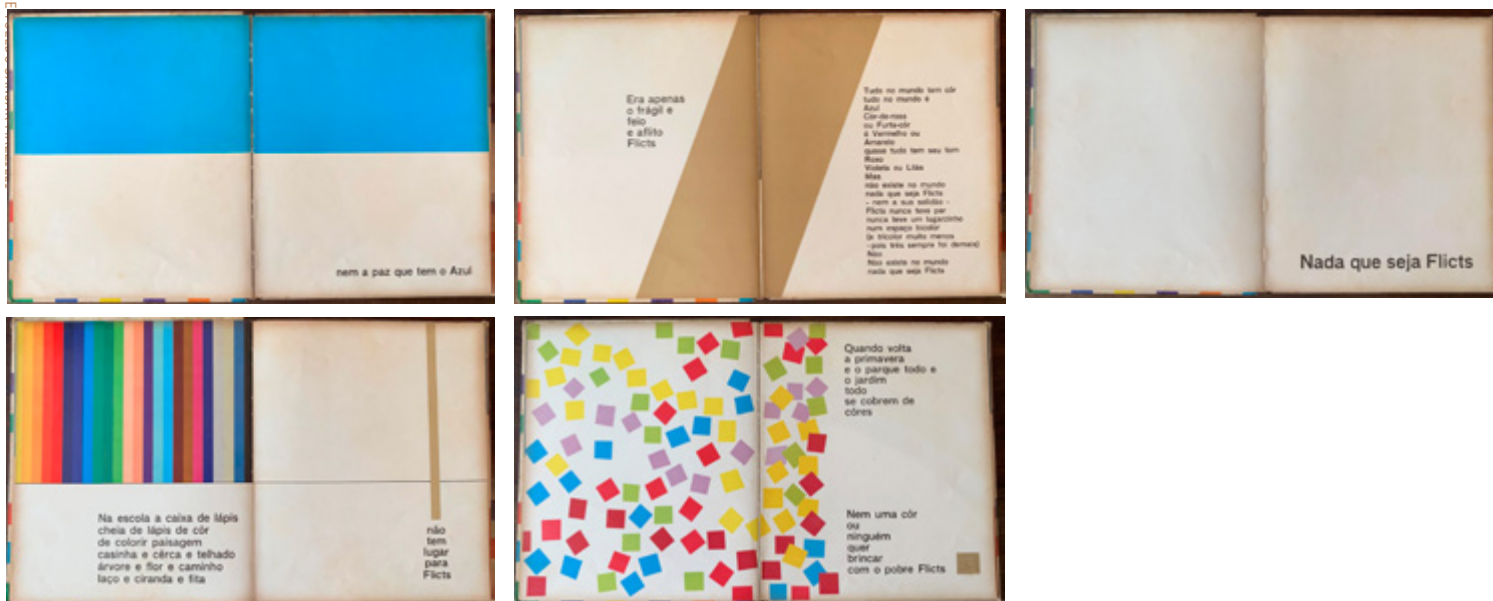 nem a paz que tem o Azul
Era apenas
o frágil e
feio
e aflito
Flicts
Tudo no mundo tem côr
tudo no mundo é
Azul
Côr-de-rosa
ou Furta-côr
é Vermelho ou
Amarelo
quase tudo tem seu tom
Roxo
Violeta ou Lilás
Mas
não existe no mundo
nada que seja Flicts
- nem a sua solidão -
Flicts nunca teve par
nunca teve um lugarzinho
num espaço bicolor
(e tricolor muito menos
-pois três sempre foi demais)
Não
Não existe no mundo
nada que seja Flicts
Nada que seja Flicts
Na escola a caixa de lápis
cheia de lápis de côr
de colorir paisagem
casinha e cêrca e telhado
árvore e flor e caminho
laço e ciranda e fita
não
tem
lugar
para
Flicts
Quando volta
a primavera
e o parque todo e
o jardim
todo
se cobrem de
côres
Nem uma côr
ou
ninguém
quer
brincar
com o pobre Flicts